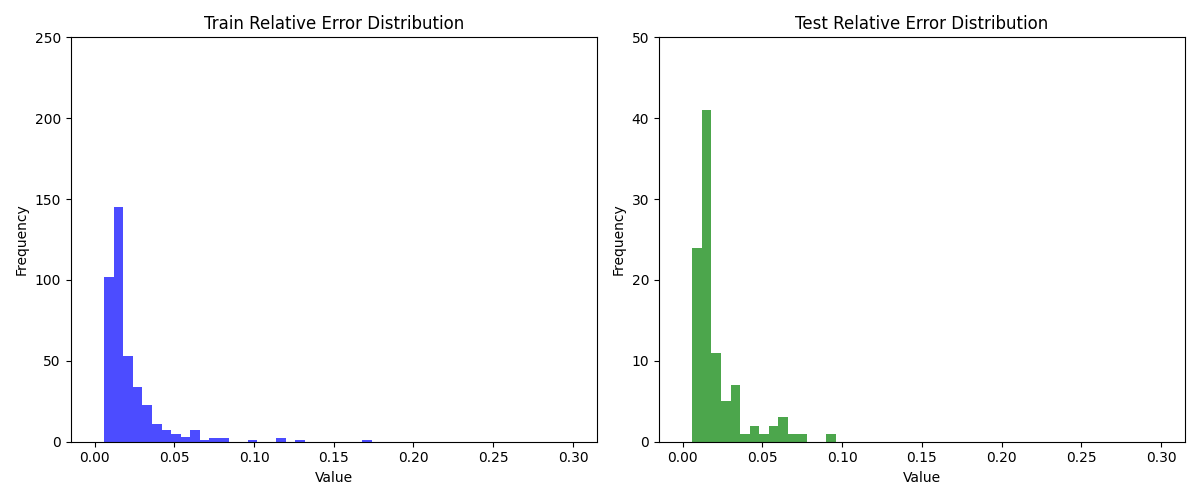 Train Relative Error Distribution
Frequency
250
200
150
100
50
0
0.00 0.05 0.10 0.15 0.20 0.25 0.30
Value
Test Relative Error Distribution
Frequency
50
40
30
20
10
0
0.00 0.05 0.10 0.15 0.20 0.25 0.30
Value